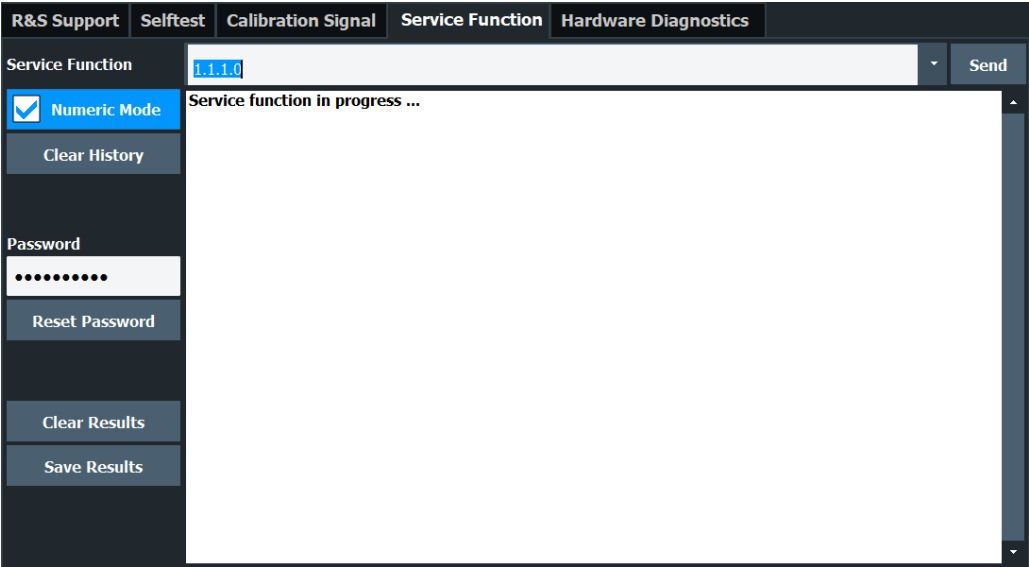 R&S Support Selftest Calibration Signal Service Function Hardware Diagnostics
Service Function 1.1.1.0 Send
Numeric Mode
Service function in progress ...
Clear History
Password
••••••••••
Reset Password
Clear Results
Save Results